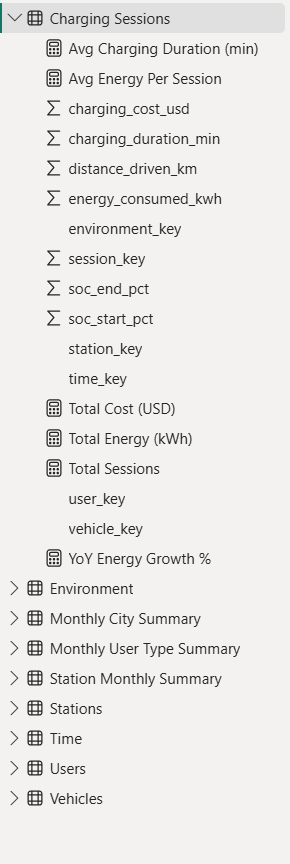 Charging Sessions
Avg Charging Duration (min)
Avg Energy Per Session
charging_cost_usd
charging_duration_min
distance_driven_km
energy_consumed_kwh
environment_key
session_key
soc_end_pct
soc_start_pct
station_key
time_key
Total Cost (USD)
Total Energy (kWh)
Total Sessions
user_key
vehicle_key
YoY Energy Growth %
Environment
Monthly City Summary
Monthly User Type Summary
Station Monthly Summary
Stations
Time
Users
Vehicles